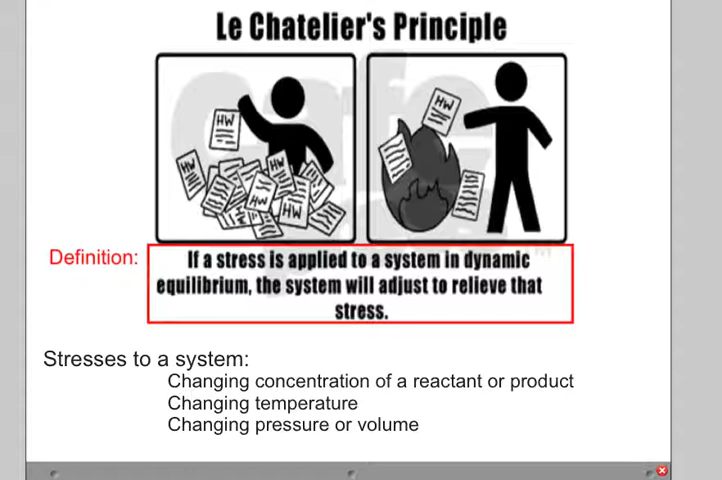 Le Chatelier's Principle
HW
HW
HW
HW
HW
HW
Definition:
If a stress is applied to a system in dynamic
equilibrium, the system will adjust to relieve that
stress.
Stresses to a system:
Changing concentration of a reactant or product
Changing temperature
Changing pressure or volume